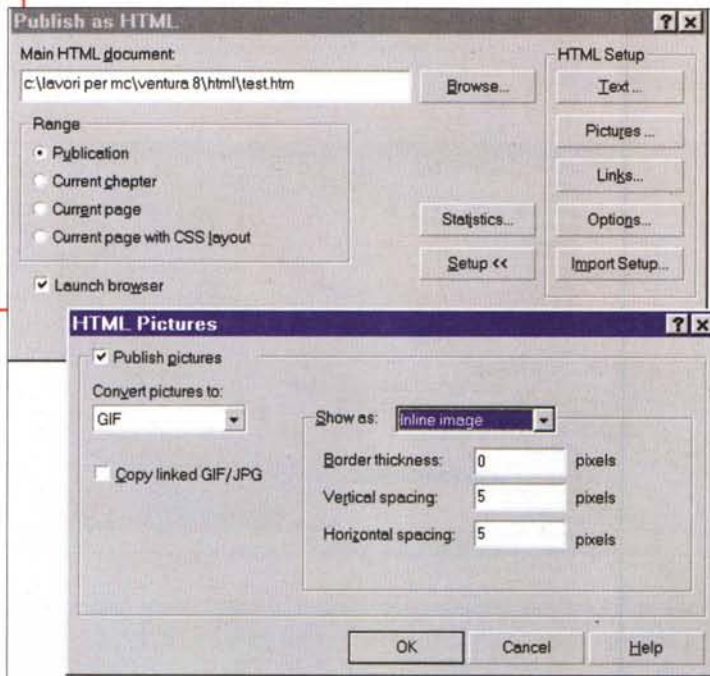 Publish as HTML
Main HTML document:
c:\lavori per mc\ventura 8\html\test.htm
Browse...
Range
Publication
Current chapter
Current page
Current page with CSS layout
Launch browser
Statistics...
Setup <<
HTML Setup
Text...
Pictures ...
Links...
Options...
Import Setup...
HTML Pictures
Publish pictures
Convert pictures to:
GIF
Copy linked GIF/JPG
Show as: Inline image
Border thickness: 0 pixels
Vertical spacing: 5 pixels
Horizontal spacing: 5 pixels
OK Cancel Help